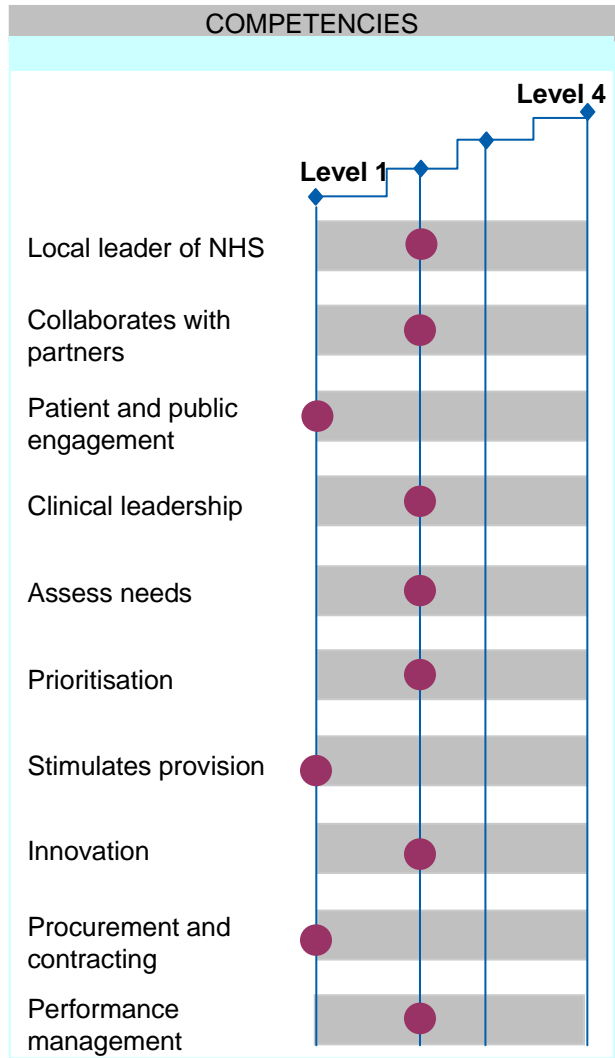 COMPETENCIES
Level 4
Level 1
Local leader of NHS
Collaborates with
partners
Patient and public
engagement
Clinical leadership
Assess needs
Prioritisation
Stimulates provision
Innovation
Procurement and
contracting
Performance
management